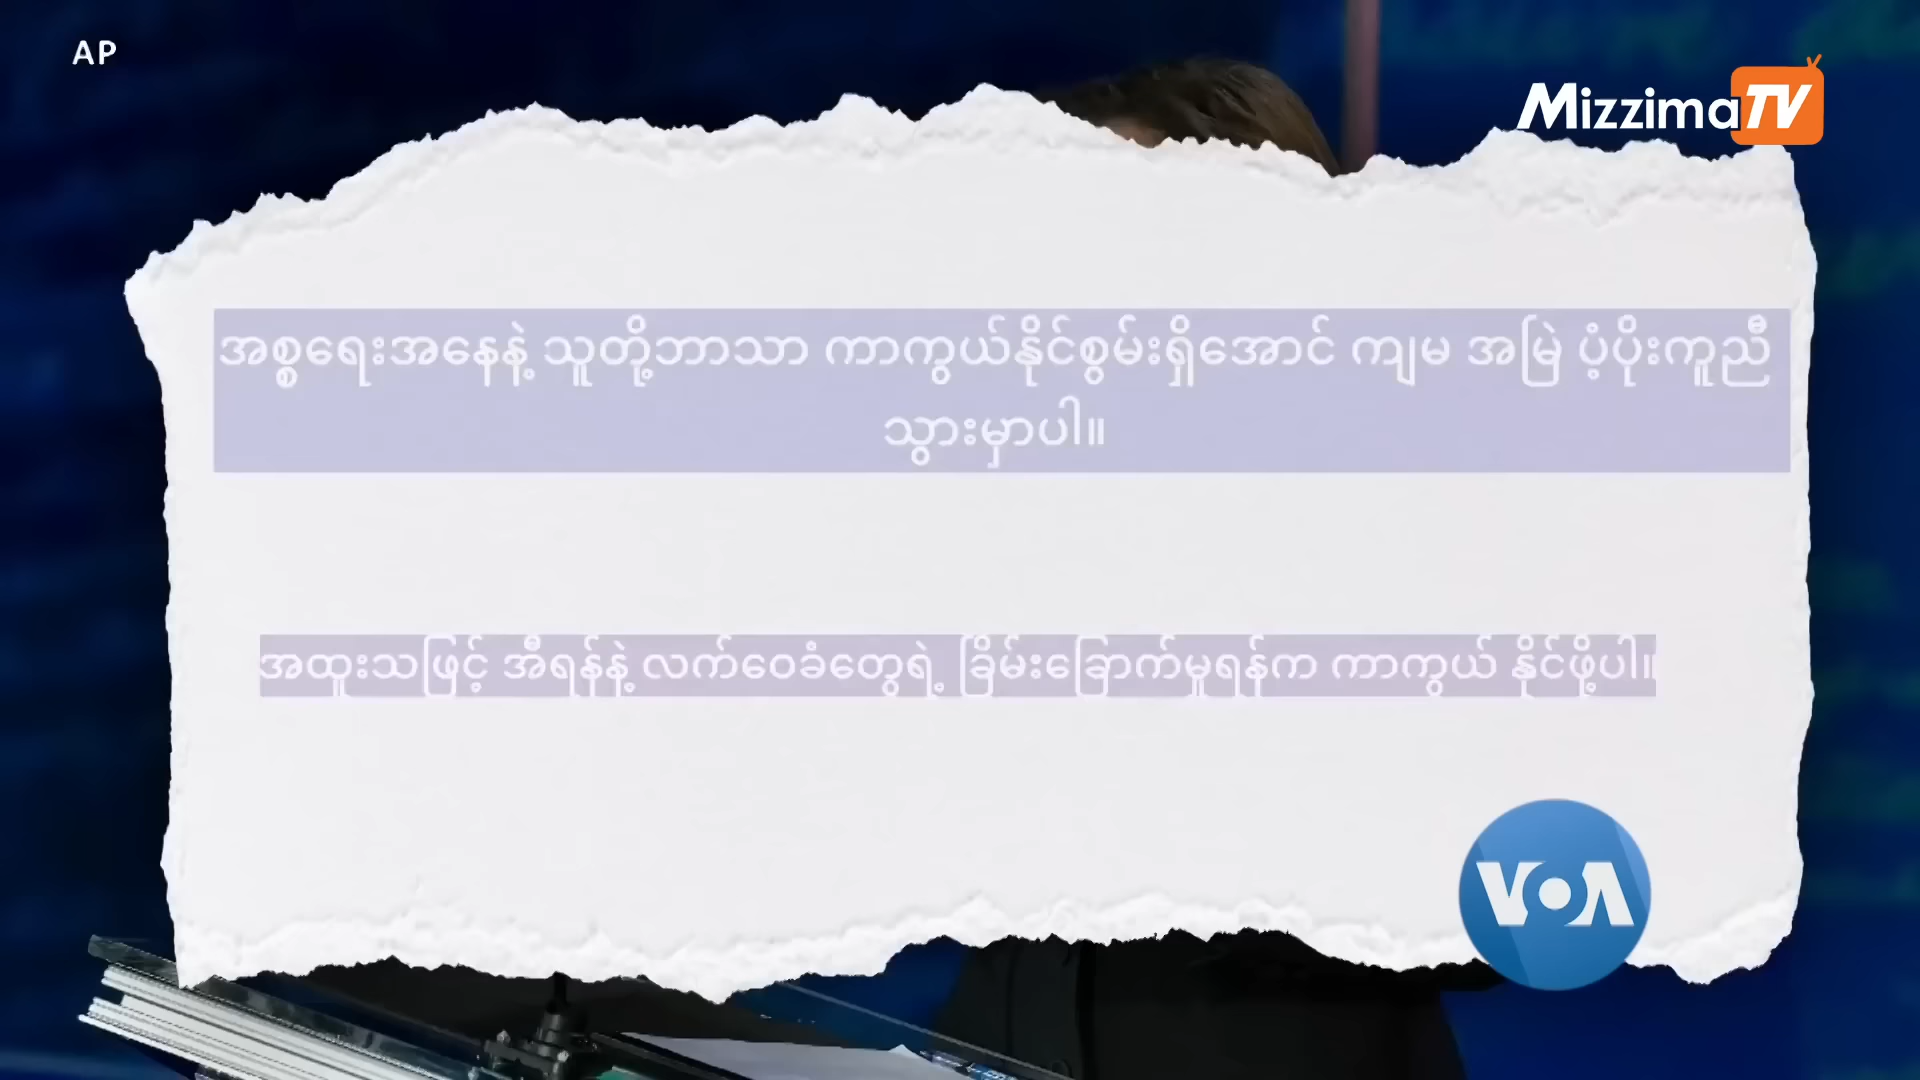 AP
Mizzima TV
အစ္စရေးအနေနဲ့ သူတို့ဘာသာ ကာကွယ်နိုင်စွမ်းရှိအောင် ကျမ အမြဲ ပံ့ပိုးကူညီ
သွားမှာပါ။
အထူးသဖြင့် အီရန်နဲ့ လက်ဝေခံတွေရဲ့ ခြိမ်းခြောက်မှုရန်က ကာကွယ် နိုင်ဖို့ပါ။
VOA